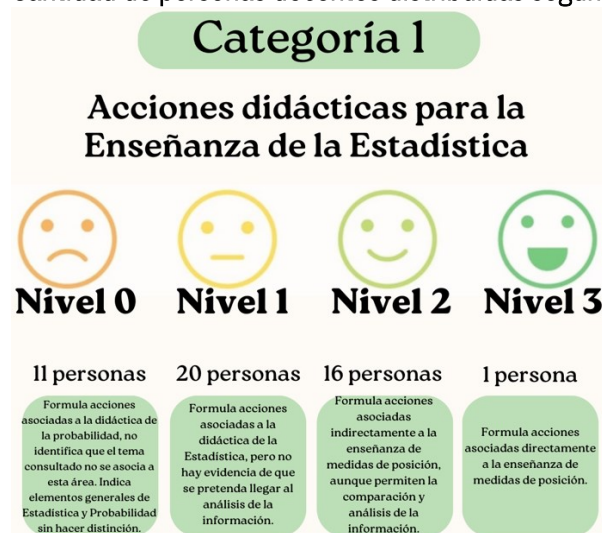 Categoría 1
Acciones didácticas para la
Enseñanza de la Estadística
Nivel 0 Nivel 1 Nivel 2 Nivel 3
11 personas 20 personas 16 personas 1 persona
Formula acciones
asociadas a la didáctica de
la probabilidad, no
identifica que el tema
consultado no se asocia a
esta área. Indica
elementos generales de
Estadística y Probabilidad
sin hacer distinción.
Formula acciones
asociadas a la
didáctica de la
Estadística, pero no
hay evidencia de que
se pretenda llegar al
análisis de la
información.
Formula acciones
asociadas
indirectamente a la
enseñanza de
medidas de posición,
aunque permiten la
comparación y
análisis de la
información.
Formula acciones
asociadas directamente
a la enseñanza de
medidas de posición.